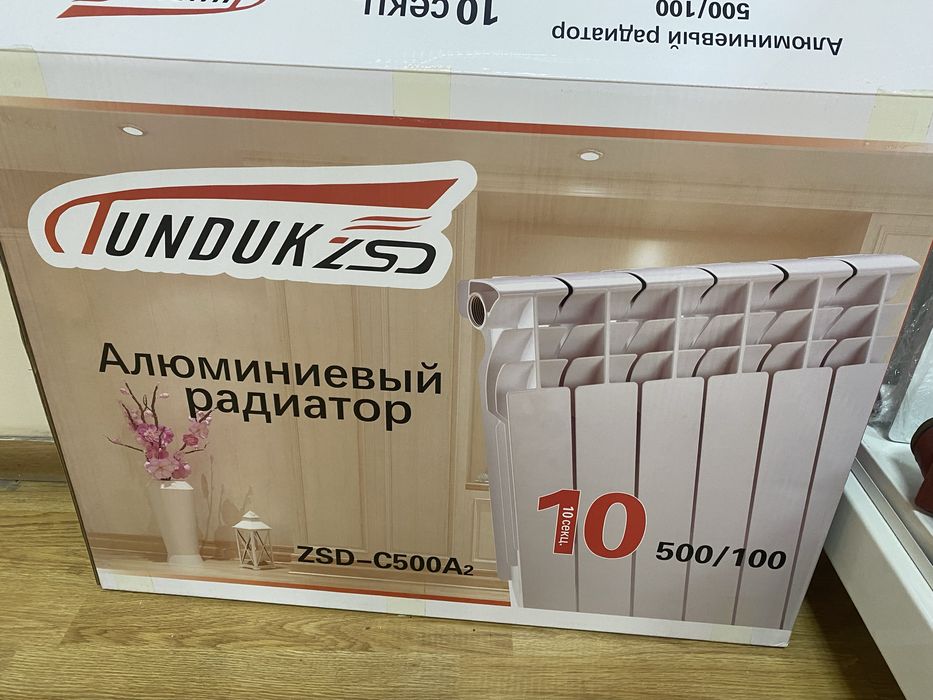 10 секц
500/100
Алюминиевый радиатор
TUNDUK ZSD
Алюминиевый
радиатор
10
10 секц.
500/100
ZSD-C500A2